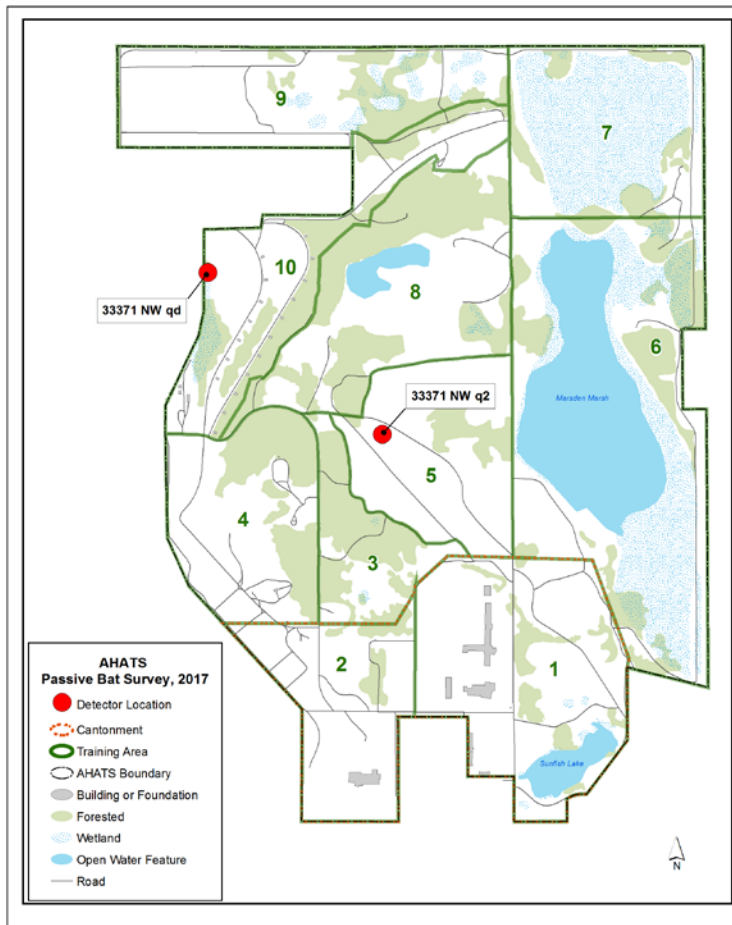 9
7
10
33371 NW qd
8
6
Marsden Marsh
33371 NW q2
5
4
3
2
1
Sunfish Lake
AHATS
Passive Bat Survey, 2017
Detector Location
Cantonment
Training Area
AHATS Boundary
Building or Foundation
Forested
Wetland
Open Water Feature
Road
N